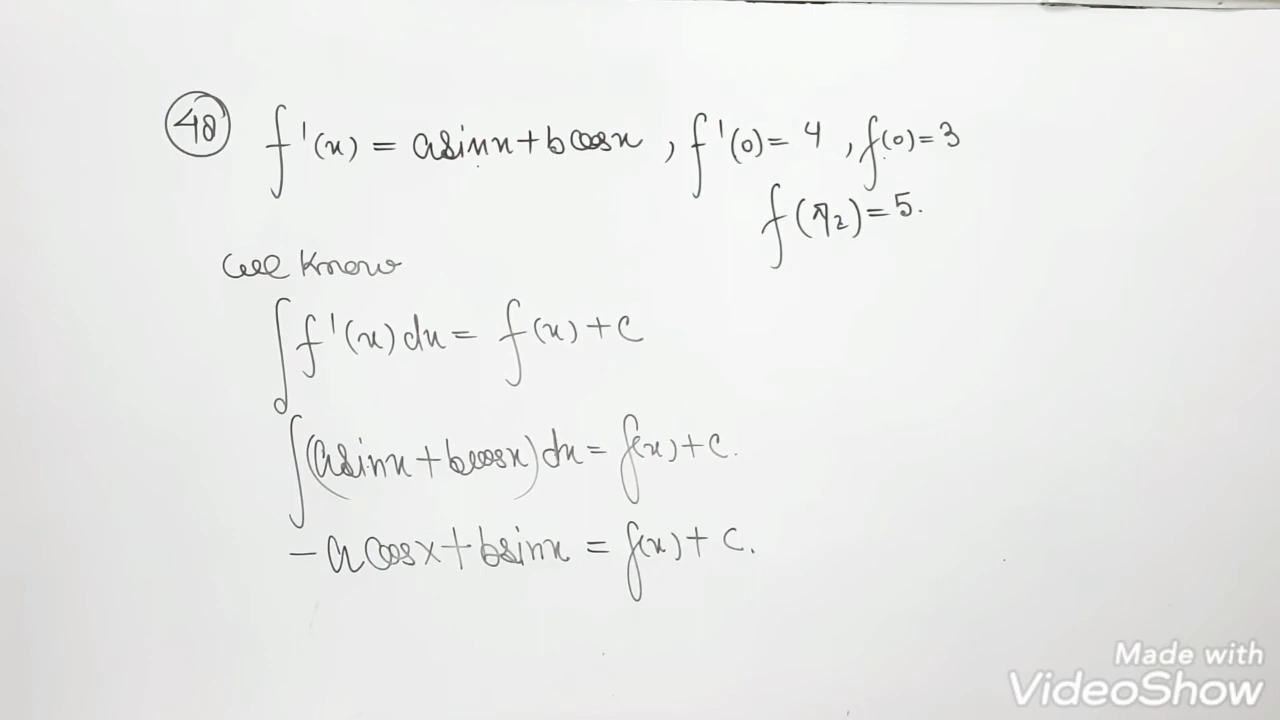 48 f'(x) = asinx + bcosx , f'(0) = 4 , f(0) = 3
f(π/2) = 5.
We Know
∫ f'(x) dx = f(x) + c
∫ (asinx + bcosx) dx = f(x) + c.
- a cosx + bsinx = f(x) + c.
Made with
VideoShow